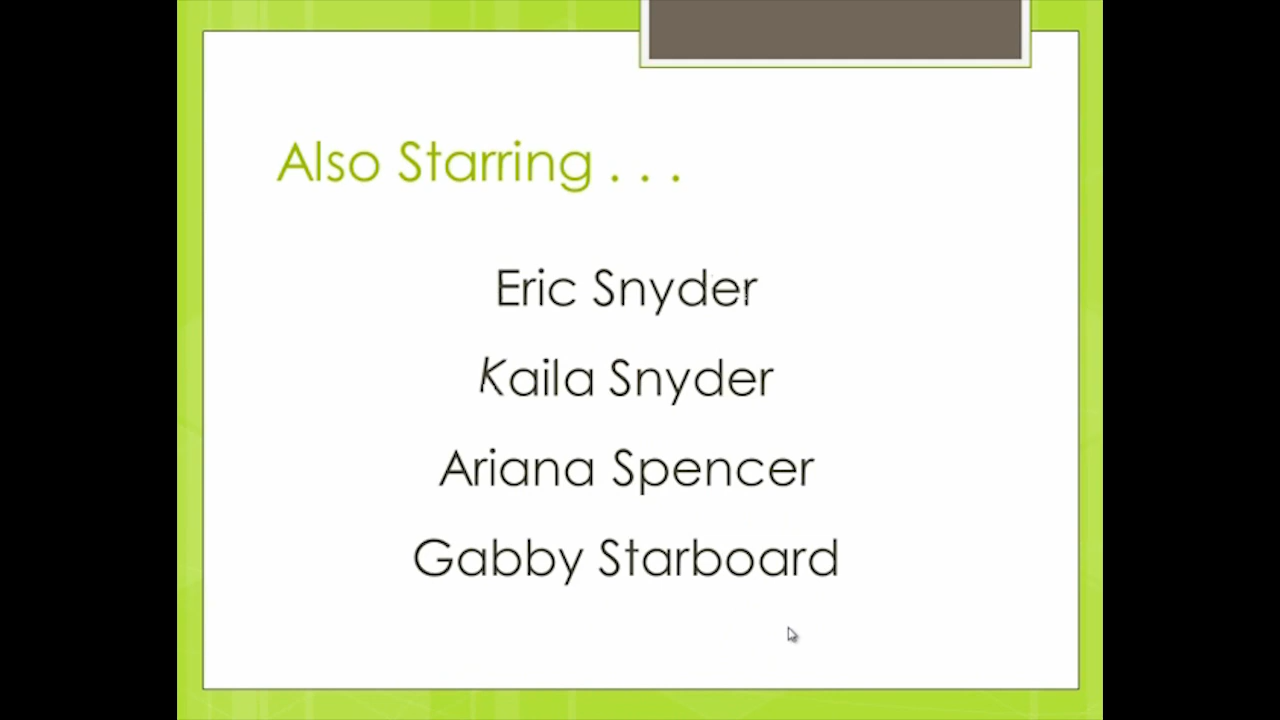 Also Starring . . .
Eric Snyder
Kaila Snyder
Ariana Spencer
Gabby Starboard